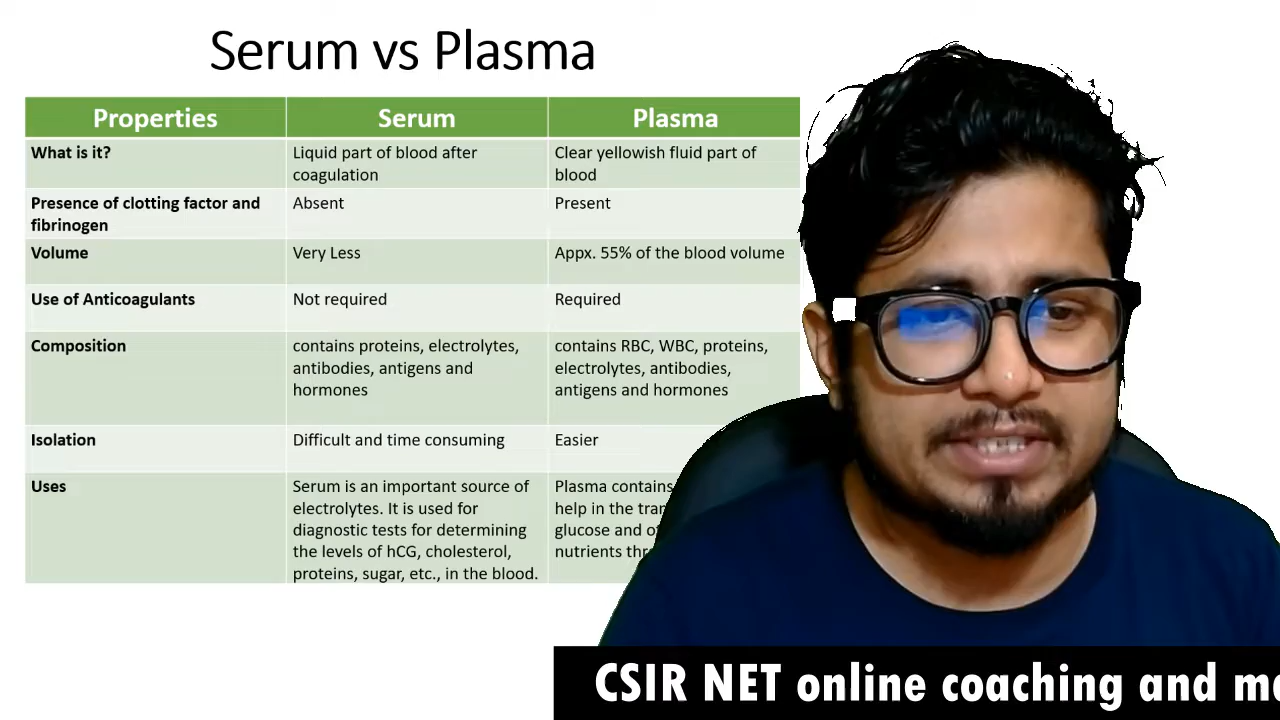 Serum vs Plasma
Properties
Serum
Plasma
What is it?
Liquid part of blood after
coagulation
Clear yellowish fluid part of
blood
Presence of clotting factor and
fibrinogen
Absent
Present
Volume
Very Less
Appx. 55% of the blood volume
Use of Anticoagulants
Not required
Required
Composition
contains proteins, electrolytes,
antibodies, antigens and
hormones
contains RBC, WBC, proteins,
electrolytes, antibodies,
antigens and hormones
Isolation
Difficult and time consuming
Easier
Uses
Serum is an important source of
electrolytes. It is used for
diagnostic tests for determining
the levels of hCG, cholesterol,
proteins, sugar, etc., in the blood.
Plasma contains
help in the
glucose and
nutrients
CSIR NET online coaching and